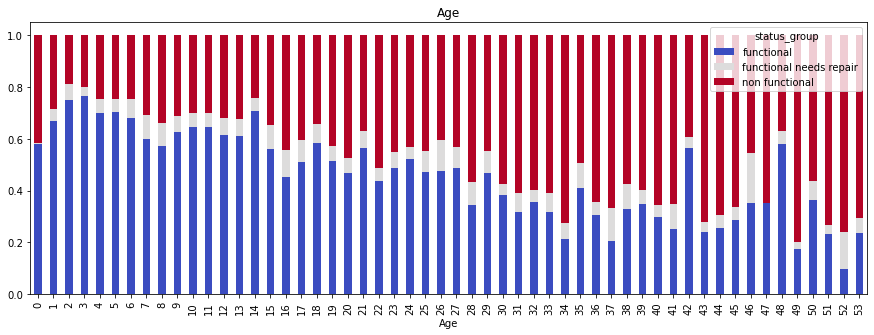 Age
1.0
0.8
0.6
0.4
0.2
0.0
status_group
functional
functional needs repair
non functional
0 1 2 3 4 5 6 7 8 9 10 11 12 13 14 15 16 17 18 19 20 21 22 23 24 25 26 27 28 29 30 31 32 33 34 35 36 37 38 39 40 41 42 43 44 45 46 47 48 49 50 51 52 53
Age